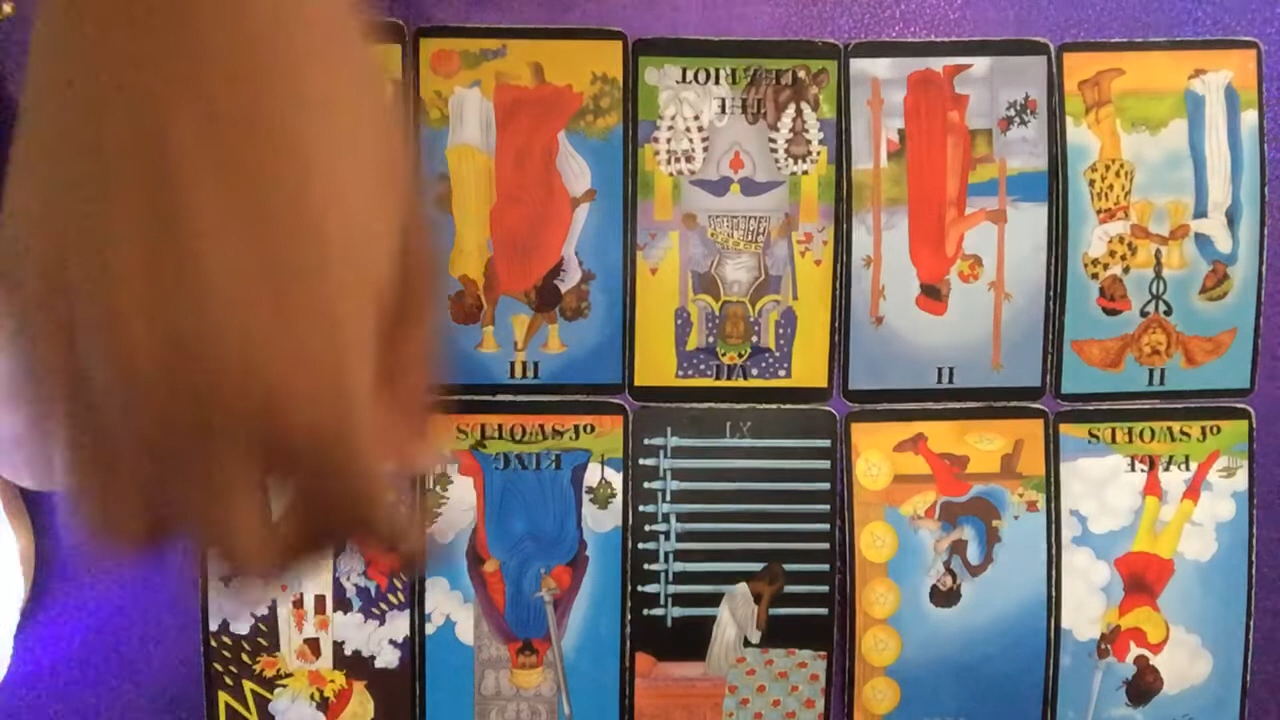 THE
CHARIOT
III
VII
II
II
KING
of SWORDS
IX
PAGE
of SWORDS